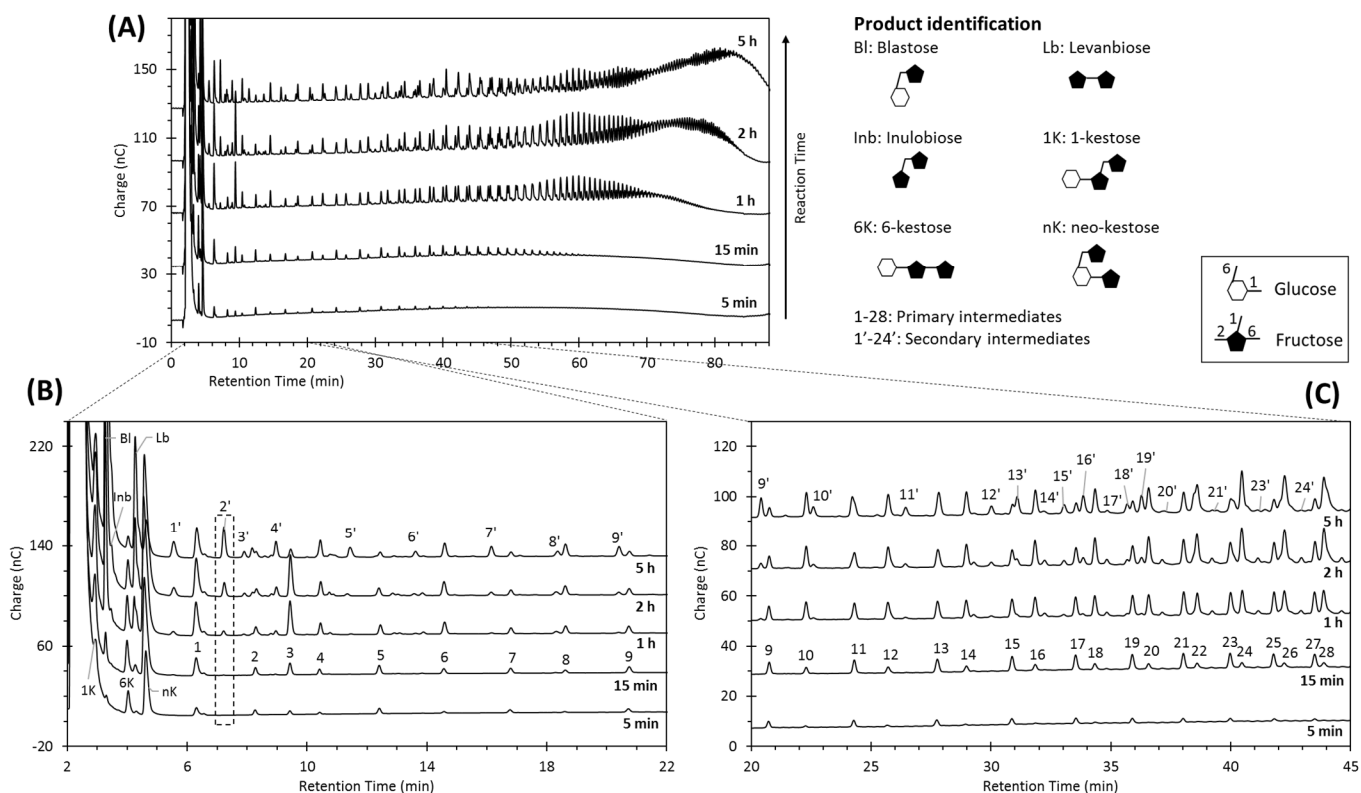 (A)
Charge (nC)
150
110
70
30
-10
5 h
2 h
1 h
15 min
5 min
0 10 20 30 40 50 60 70 80
Retention Time (min)
Reaction Time
Product identification
Bl: Blastose
Lb: Levanbiose
Inb: Inulobiose
1K: 1-kestose
6K: 6-kestose
nK: neo-kestose
1-28: Primary intermediates
1’-24’: Secondary intermediates
6
1
Glucose
2 1 6
Fructose
(B)
Charge (nC)
220
140
60
-20
Bl
Lb
Inb
1K
6K
nK
1' 2' 3' 4' 5' 6' 7' 8' 9'
5 h
2 h
1 h
1 2 3 4 5 6 7 8 9
15 min
5 min
2 6 10 14 18 22
Retention Time (min)
(C)
Charge (nC)
120
100
80
60
40
20
0
9' 10' 11' 12' 13' 14' 15' 16' 17' 18' 19' 20' 21' 23' 24'
5 h
2 h
1 h
9 10 11 12 13 14 15 16 17 18 19 20 21 22 23 24 25 26 27 28
15 min
5 min
20 25 30 35 40 45
Retention Time (min)